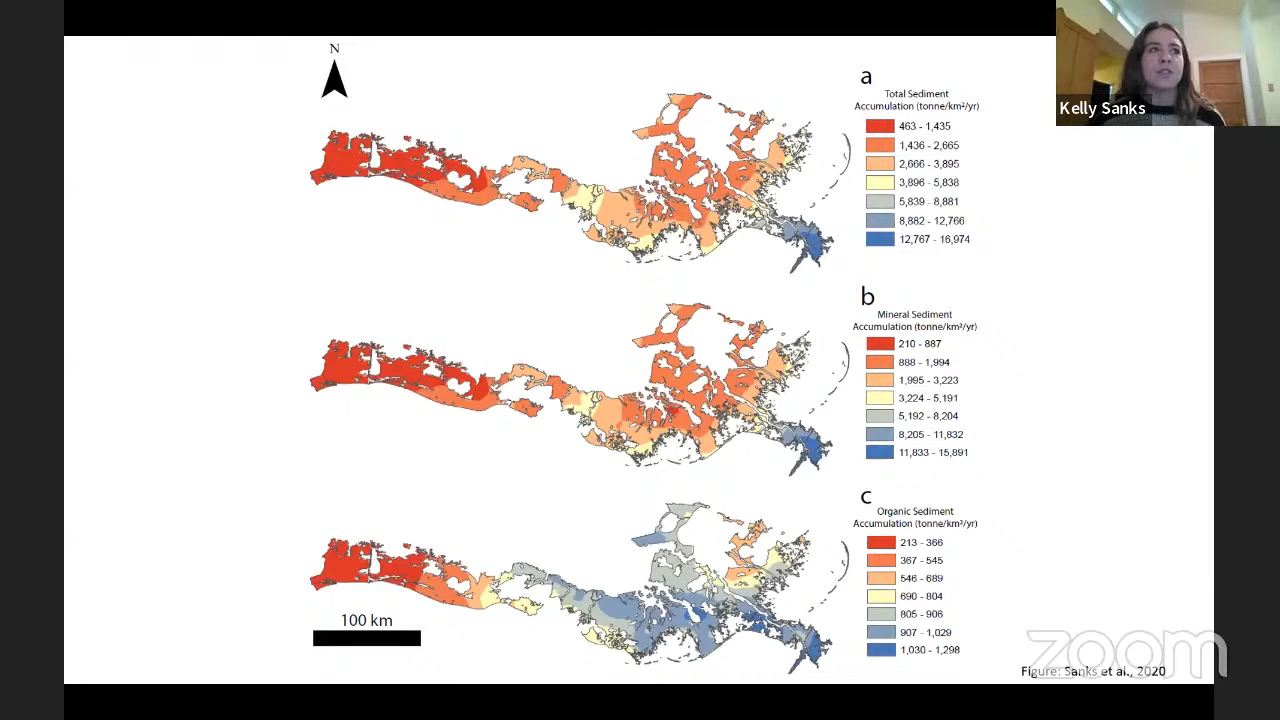 N
a
Total Sediment
Accumulation (tonne/km²/yr)
463 - 1,435
1,436 - 2,665
2,666 - 3,895
3,896 - 5,838
5,839 - 8,881
8,882 - 12,766
12,767 - 16,974
Kelly Sanks
b
Mineral Sediment
Accumulation (tonne/km²/yr)
210 - 887
888 - 1,994
1,995 - 3,223
3,224 - 5,191
5,192 - 8,204
8,205 - 11,832
11,833 - 15,891
c
Organic Sediment
Accumulation (tonne/km²/yr)
213 - 366
367 - 545
546 - 689
690 - 804
805 - 906
907 - 1,029
1,030 - 1,298
100 km
zoom
Figure: Sanks et al., 2020